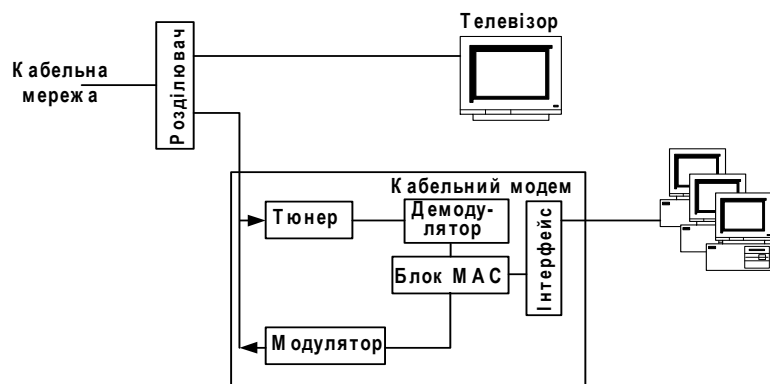 Телевізор
Кабельна
мережа
Розділювач
Кабельний модем
Тюнер
Демоду-
лятор
Інтерфейс
Блок МАС
Модулятор